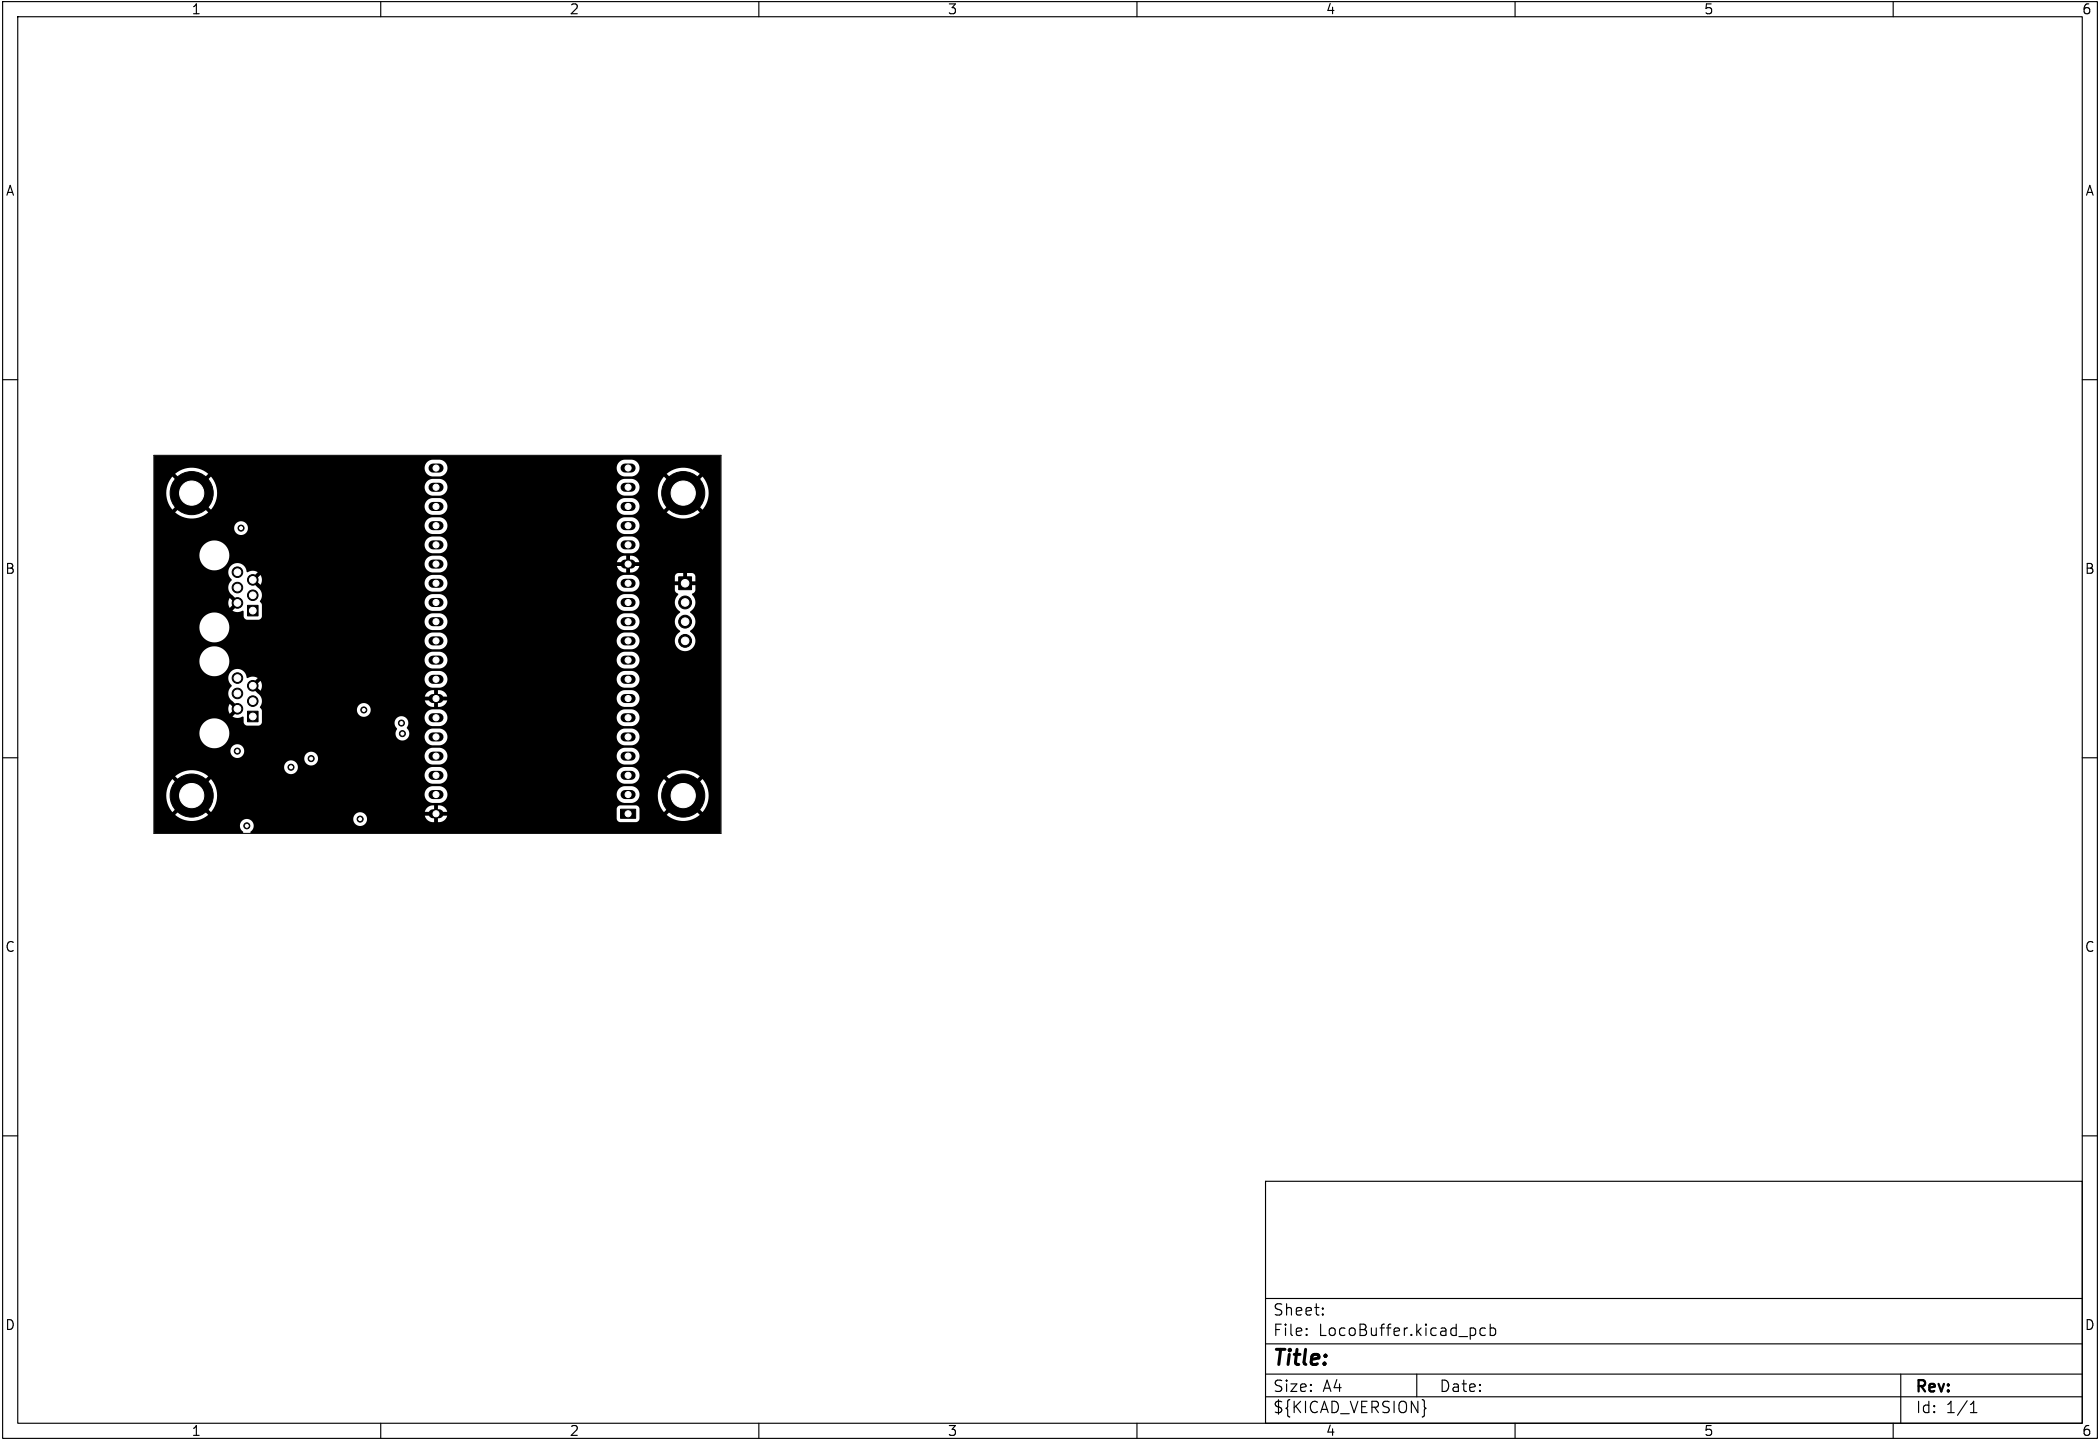 1 2 3 4 5 6
A A
B B
C C
D D
Sheet:
File: LocoBuffer.kicad_pcb
Title:
Size: A4 Date: Rev:
${KICAD_VERSION} Id: 1/1
1 2 3 4 5 6